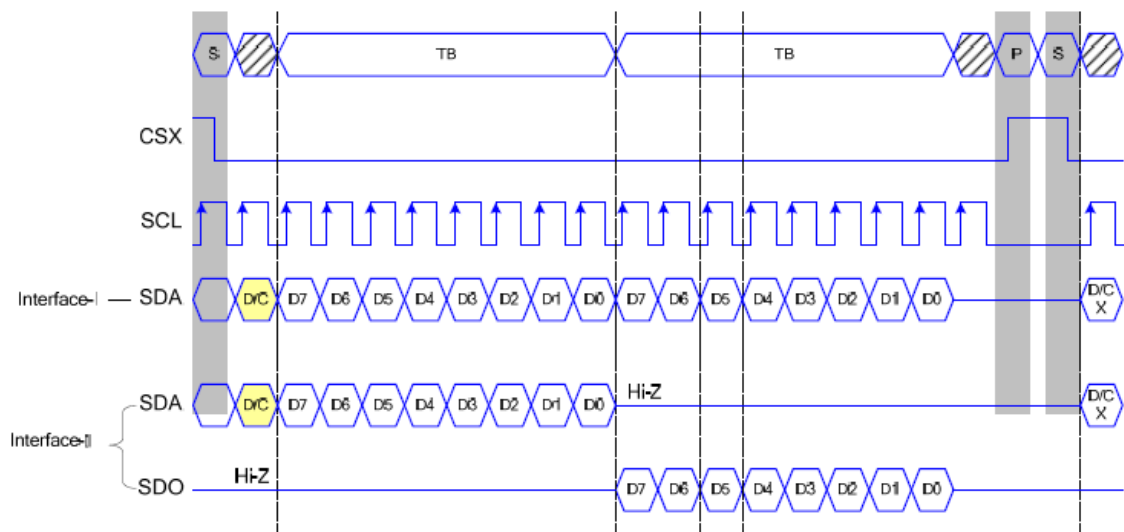 S TB TB P S
CSX
SCL
Interface-I SDA D/C D7 D6 D5 D4 D3 D2 D1 D0 D7 D6 D5 D4 D3 D2 D1 D0 D/C
X
Hi-Z
SDA D/C D7 D6 D5 D4 D3 D2 D1 D0 D/C
X
Interface-II
Hi-Z
SDO D7 D6 D5 D4 D3 D2 D1 D0